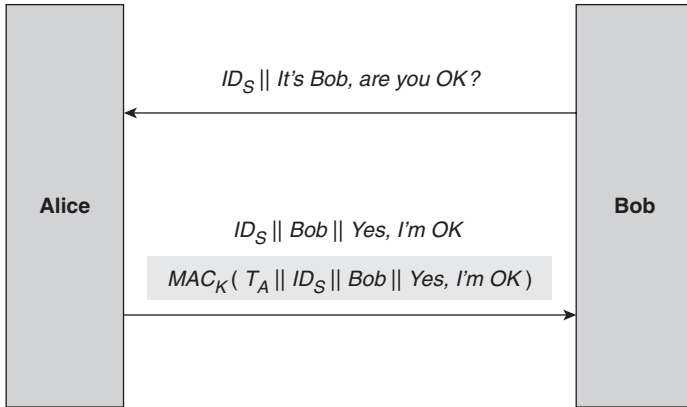 ID_S || It's Bob, are you OK?
Alice
Bob
ID_S || Bob || Yes, I'm OK
MAC_K ( T_A || ID_S || Bob || Yes, I'm OK )